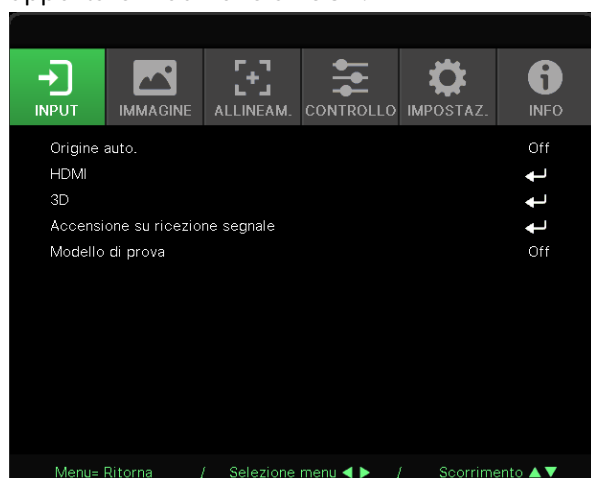 INPUT IMMAGINE ALLINEAM. CONTROLLO IMPOSTAZ. INFO
Origine auto. Off
HDMI
3D
Accensione su ricezione segnale
Modello di prova Off
Menu= Ritorna / Selezione menu ◀ ▶ / Scorrimento ▲▼